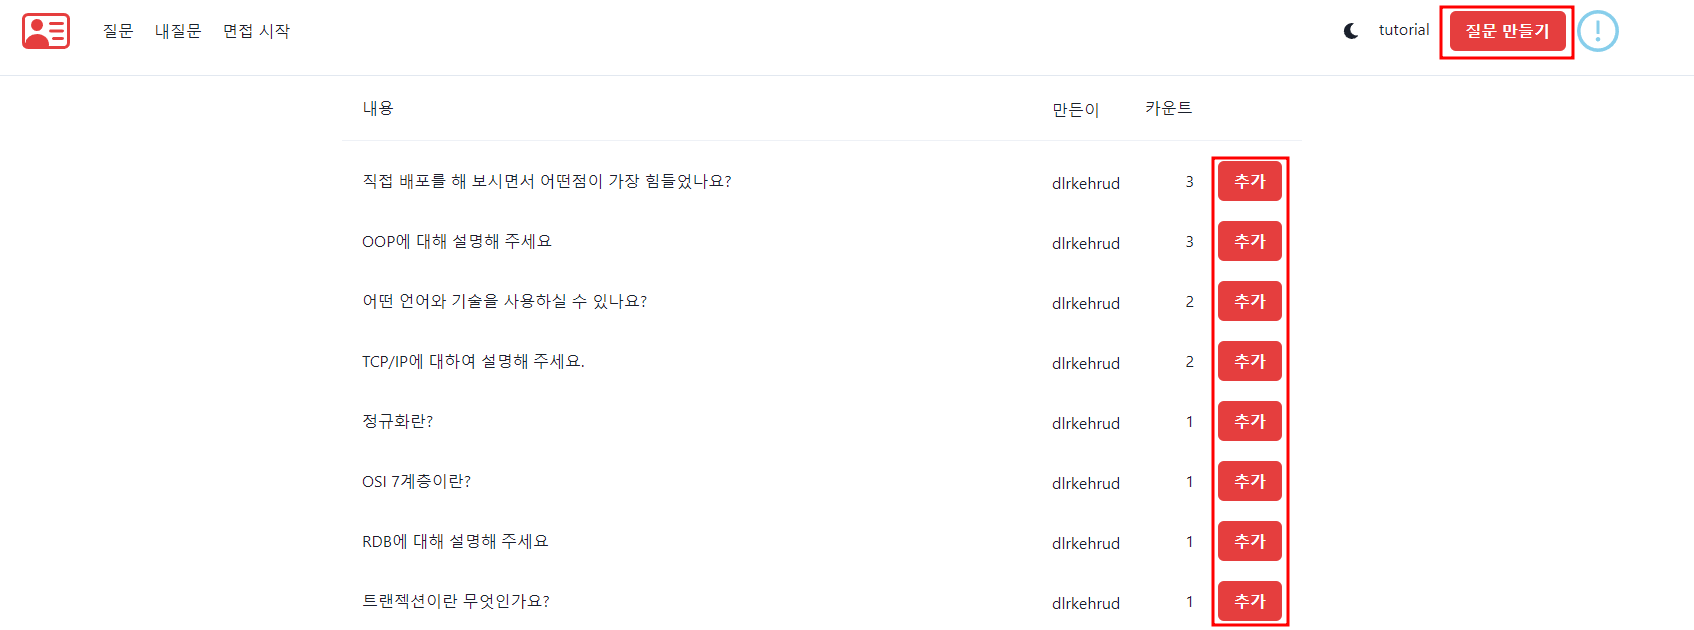 질문 내질문 면접 시작 tutorial 질문 만들기
내용 만든이 카운트
직접 배포를 해 보시면서 어떤점이 가장 힘들었나요? dlrkehrud 3 추가
OOP에 대해 설명해 주세요 dlrkehrud 3 추가
어떤 언어와 기술을 사용하실 수 있나요? dlrkehrud 2 추가
TCP/IP에 대하여 설명해 주세요. dlrkehrud 2 추가
정규화란? dlrkehrud 1 추가
OSI 7계층이란? dlrkehrud 1 추가
RDB에 대해 설명해 주세요 dlrkehrud 1 추가
트랜젝션이란 무엇인가요? dlrkehrud 1 추가